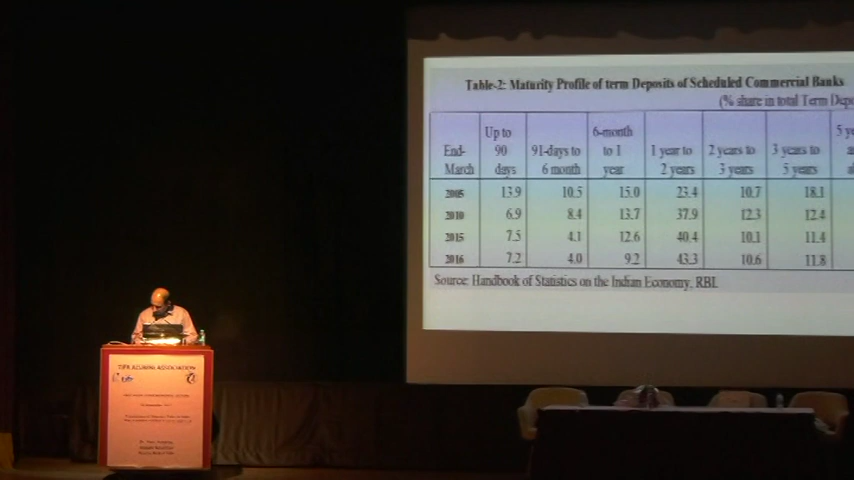 Table-2: Maturity Profile of term Deposits of Scheduled Commercial Banks
(% share in total Term Depo
End-March Up to 90 days 91-days to 6 month 6-month to 1 year 1 year to 2 years 2 years to 3 years 3 years to 5 years 5 ye
2005 13.9 10.5 15.0 23.4 10.7 18.1
2010 6.9 8.4 13.7 37.9 12.3 12.4
2015 7.5 4.1 12.6 40.4 10.1 11.4
2016 7.2 4.0 9.2 43.3 10.6 11.8
Source: Handbook of Statistics on the Indian Economy, RBI.
TIFR ALUMNI ASSOCIATION